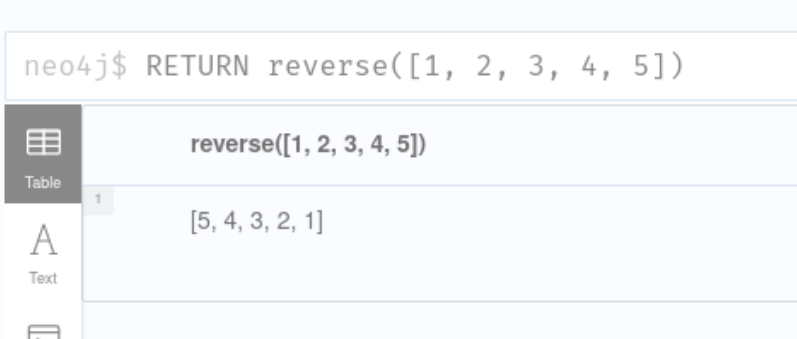 neo4j$ RETURN reverse([1, 2, 3, 4, 5])
reverse([1, 2, 3, 4, 5])
Table
1
[5, 4, 3, 2, 1]
A
Text